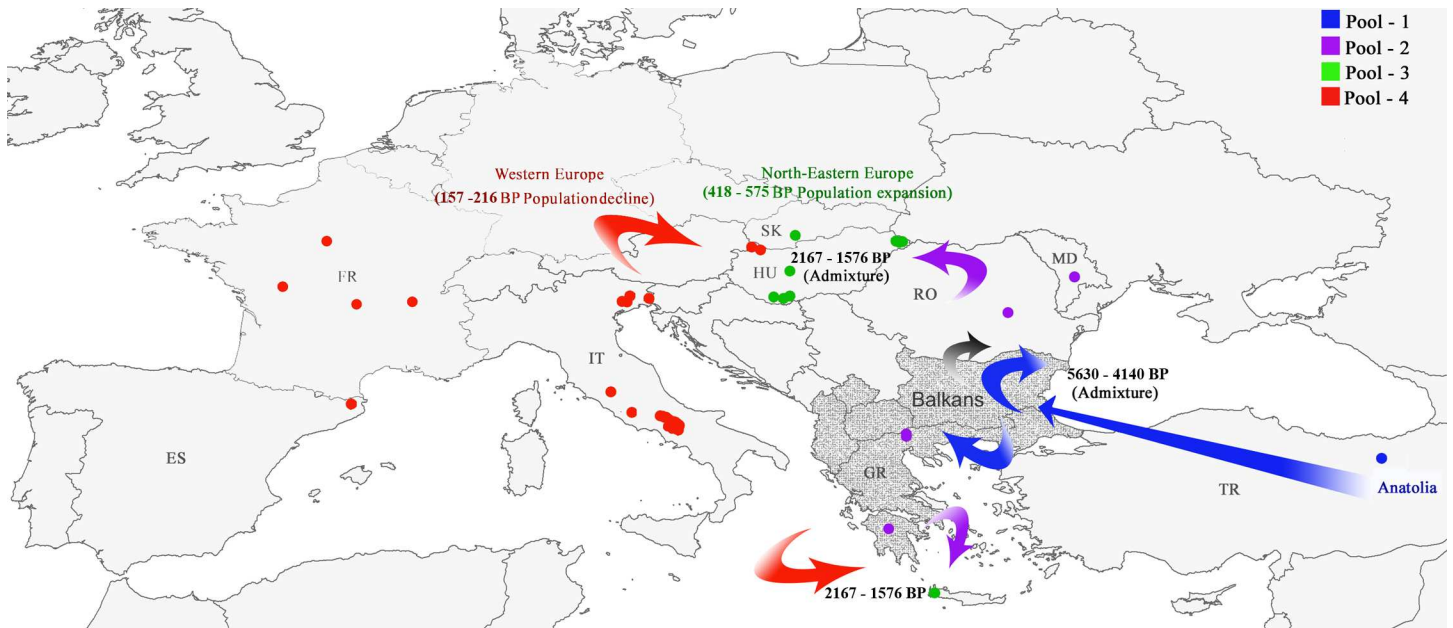 Pool - 1
Pool - 2
Pool - 3
Pool - 4
Western Europe
(157 -216 BP Population decline)
North-Eastern Europe
(418 - 575 BP Population expansion)
SK
2167 - 1576 BP
(Admixture)
HU
MD
RO
FR
IT
5630 - 4140 BP
(Admixture)
Balkans
ES
GR
TR
Anatolia
2167 - 1576 BP